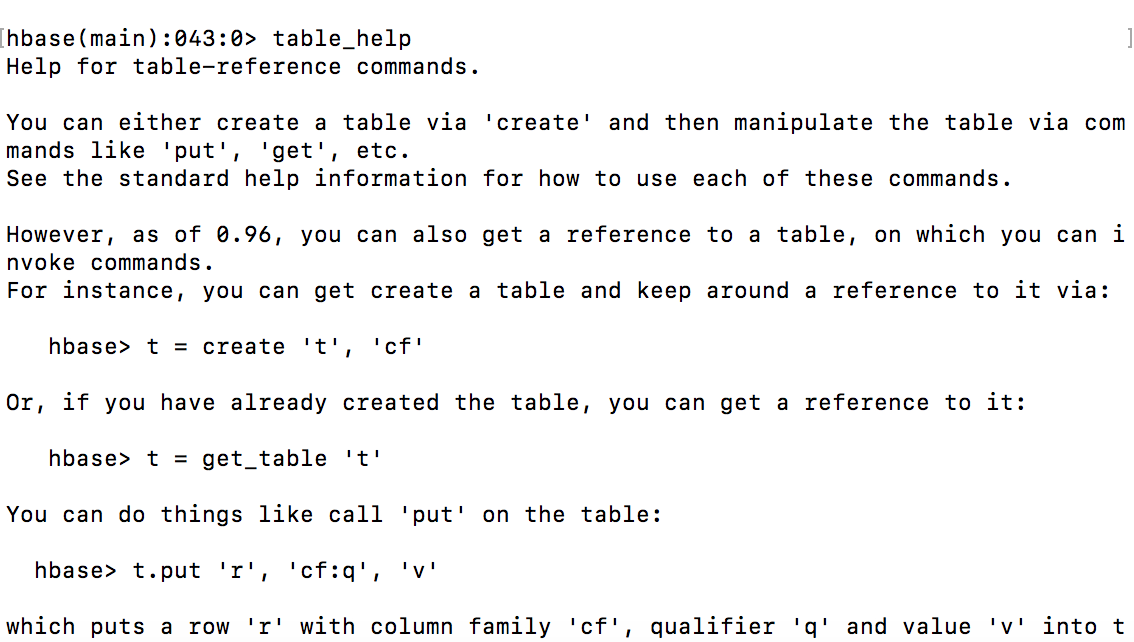 [hbase(main):043:0> table_help ]
Help for table-reference commands.
You can either create a table via 'create' and then manipulate the table via com
mands like 'put', 'get', etc.
See the standard help information for how to use each of these commands.
However, as of 0.96, you can also get a reference to a table, on which you can i
nvoke commands.
For instance, you can get create a table and keep around a reference to it via:
hbase> t = create 't', 'cf'
Or, if you have already created the table, you can get a reference to it:
hbase> t = get_table 't'
You can do things like call 'put' on the table:
hbase> t.put 'r', 'cf:q', 'v'
which puts a row 'r' with column family 'cf', qualifier 'q' and value 'v' into t